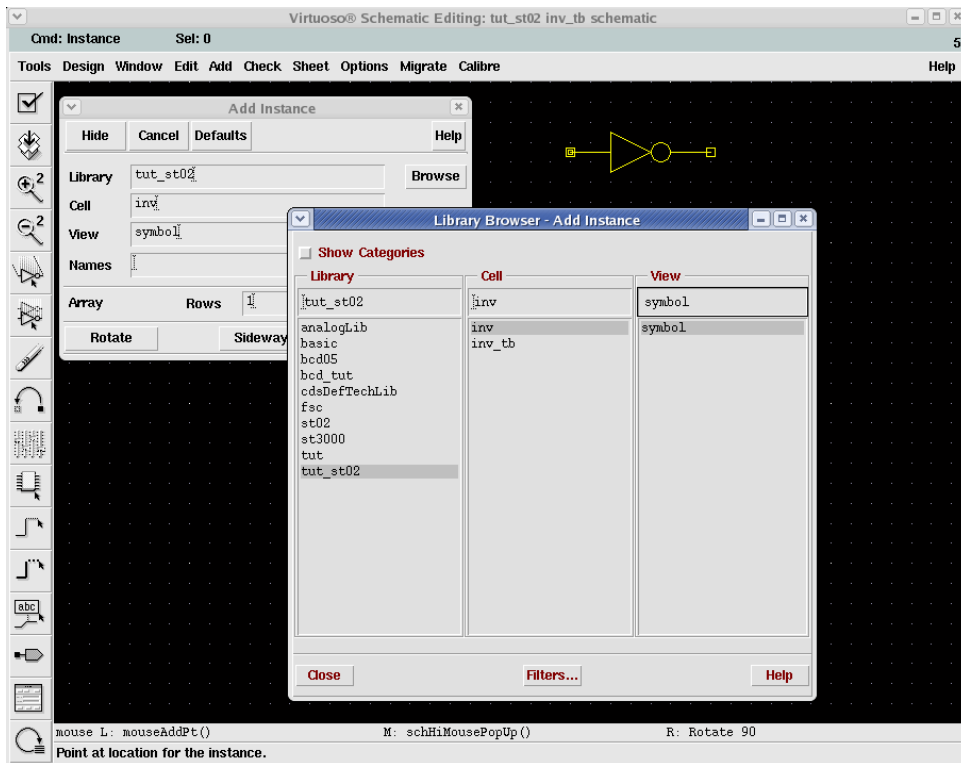 Virtuoso® Schematic Editing: tut_st02 inv_tb schematic
Cmd: Instance Sel: 0
5
Tools Design Window Edit Add Check Sheet Options Migrate Calibre Help
Add Instance
Hide Cancel Defaults Help
Library tut_st02 Browse
Cell inv
View symbol
Names
Array Rows 1
Rotate Sideway
Library Browser - Add Instance
Show Categories
Library Cell View
tut_st02 inv symbol
analogLib inv symbol
basic inv_tb
bcd05
bcd_tut
cdsDefTechLib
fsc
st02
st3000
tut
tut_st02
Close Filters... Help
2
2
abc
mouse L: mouseAddPt() M: schHiMousePopUp() R: Rotate 90
Point at location for the instance.